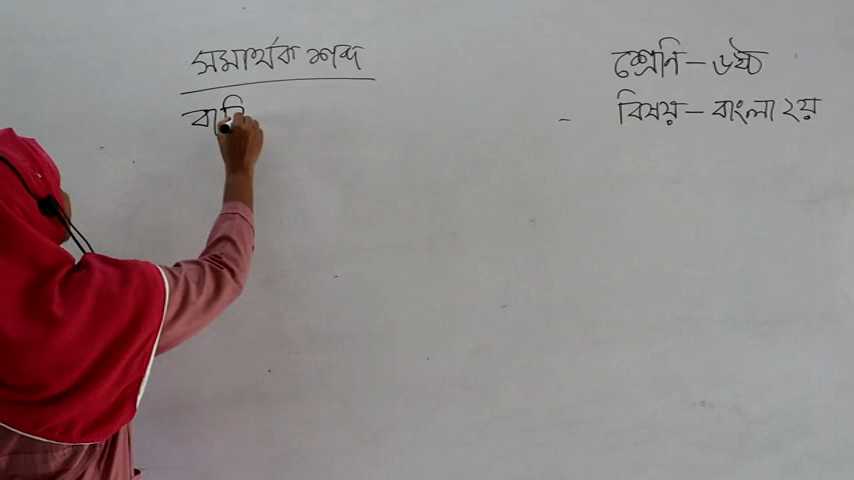 সমার্থক শব্দ
শ্রেণি - ৬ষ্ঠ
বিষয় - বাংলা ২য়